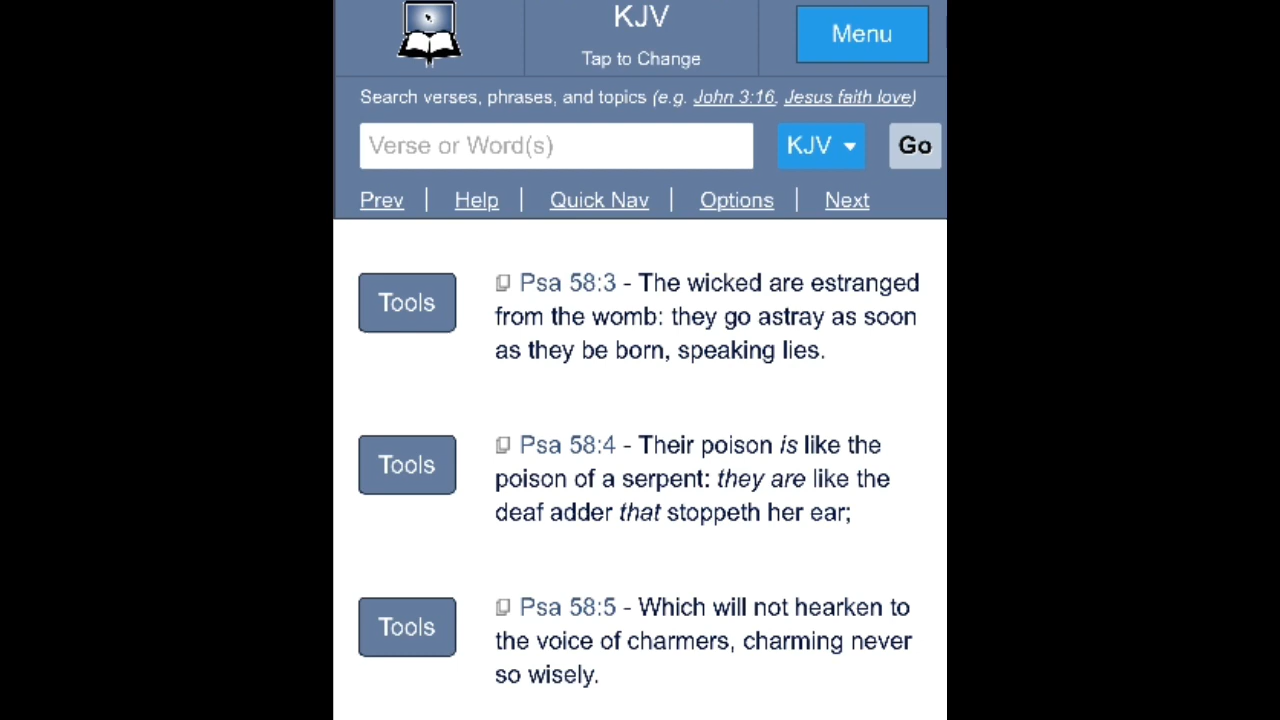 KJV
Tap to Change
Menu
Search verses, phrases, and topics (e.g. John 3:16, Jesus faith love)
Verse or Word(s)
KJV
Go
Prev | Help | Quick Nav | Options | Next
Tools
Psa 58:3 - The wicked are estranged
from the womb: they go astray as soon
as they be born, speaking lies.
Tools
Psa 58:4 - Their poison is like the
poison of a serpent: they are like the
deaf adder that stoppeth her ear;
Tools
Psa 58:5 - Which will not hearken to
the voice of charmers, charming never
so wisely.